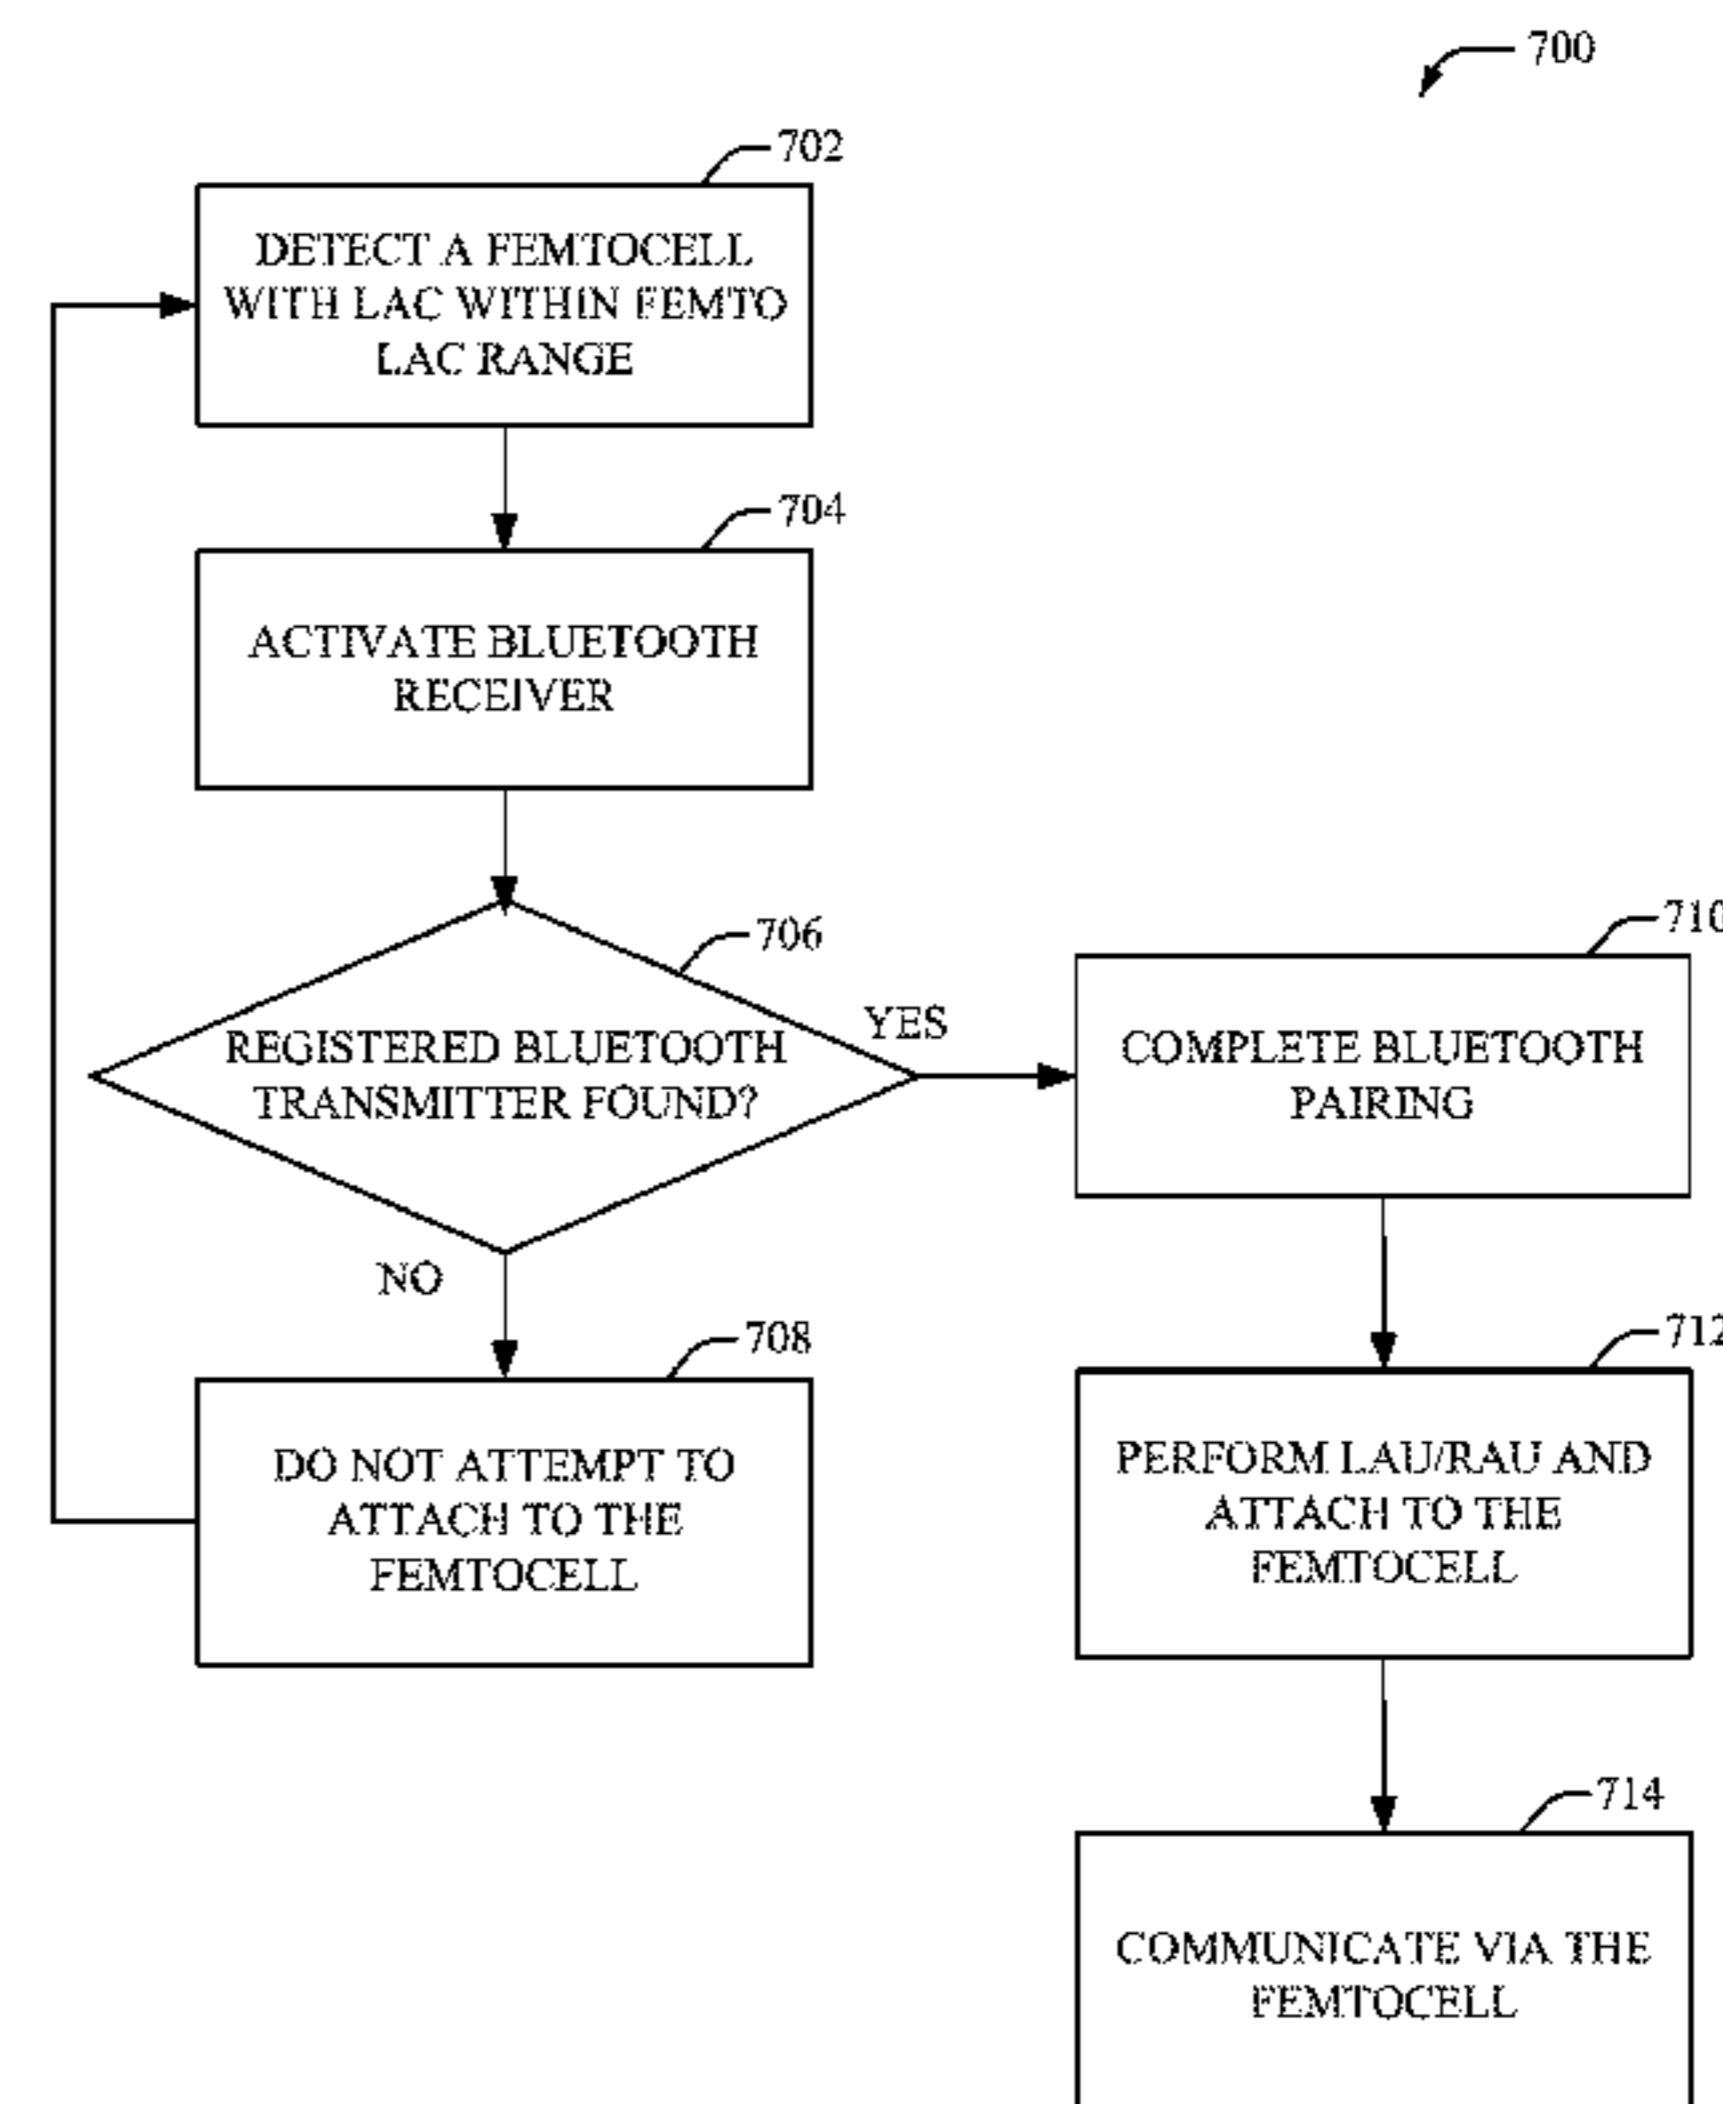 700
702
DETECT A FEMTOCELL
WITH LAC WITHIN FEMTO
LAC RANGE
704
ACTIVATE BLUETOOTH
RECEIVER
706
REGISTERED BLUETOOTH
TRANSMITTER FOUND?
YES
NO
708
DO NOT ATTEMPT TO
ATTACH TO THE
FEMTOCELL
710
COMPLETE BLUETOOTH
PAIRING
712
PERFORM LAU/RAU AND
ATTACH TO THE
FEMTOCELL
714
COMMUNICATE VIA THE
FEMTOCELL